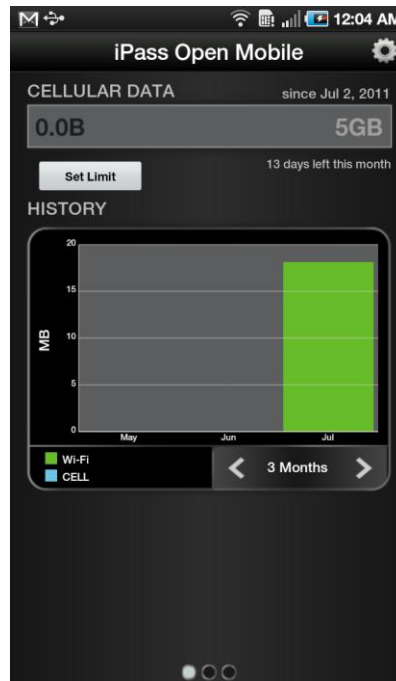 12:04 AM
iPass Open Mobile
CELLULAR DATA
since Jul 2, 2011
0.0B
5GB
Set Limit
13 days left this month
HISTORY
20
15
10
5
0
MB
May
Jun
Jul
Wi-Fi
CELL
3 Months